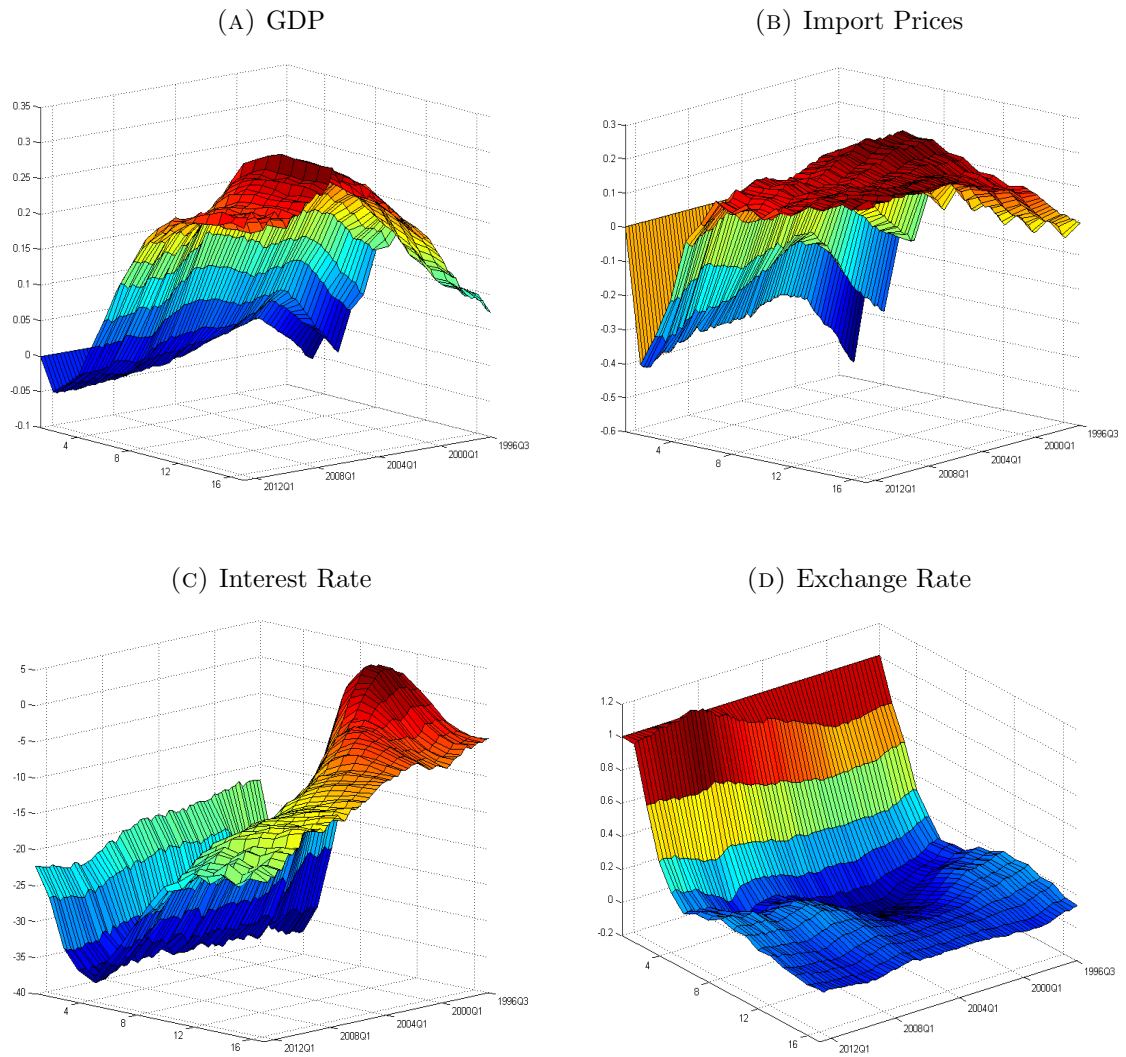 (A) GDP
0.35
0.3
0.25
0.2
0.15
0.1
0.05
0
-0.05
-0.1
4
8
12
16
2012Q1
2008Q1
2004Q1
2000Q1
1996Q3
(B) Import Prices
0.3
0.2
0.1
0
-0.1
-0.2
-0.3
-0.4
-0.5
-0.6
4
8
12
16
2012Q1
2008Q1
2004Q1
2000Q1
1996Q3
(C) Interest Rate
5
0
-5
-10
-15
-20
-25
-30
-35
-40
4
8
12
16
2012Q1
2008Q1
2004Q1
2000Q1
1996Q3
(D) Exchange Rate
1.2
1
0.8
0.6
0.4
0.2
0
-0.2
4
8
12
16
2012Q1
2008Q1
2004Q1
2000Q1
1996Q3